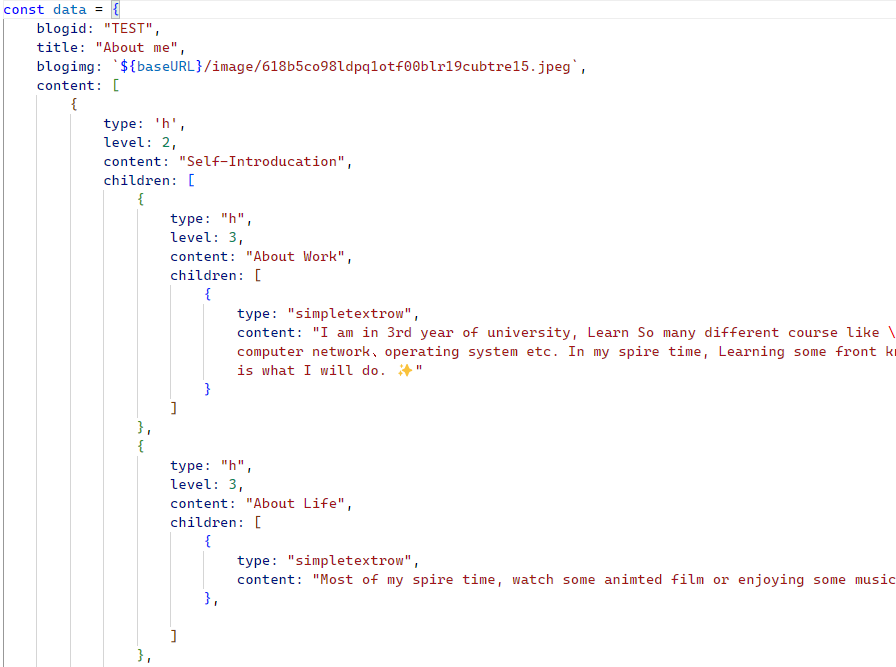 const data = {
    blogid: "TEST",
    title: "About me",
    blogimg: `${baseURL}/image/618b5co98ldpq1otf00blr19cubtre15.jpeg`,
    content: [
        {
            type: 'h',
            level: 2,
            content: "Self-Introducation",
            children: [
                {
                    type: "h",
                    level: 3,
                    content: "About Work",
                    children: [
                        {
                            type: "simpletextrow",
                            content: "I am in 3rd year of university, Learn So many different course like \
                            computer network、operating system etc. In my spire time, Learning some front k
                            is what I will do. ✨"
                        }
                    ]
                },
                {
                    type: "h",
                    level: 3,
                    content: "About Life",
                    children: [
                        {
                            type: "simpletextrow",
                            content: "Most of my spire time, watch some animted film or enjoying some music
                        },
                    ]
                },